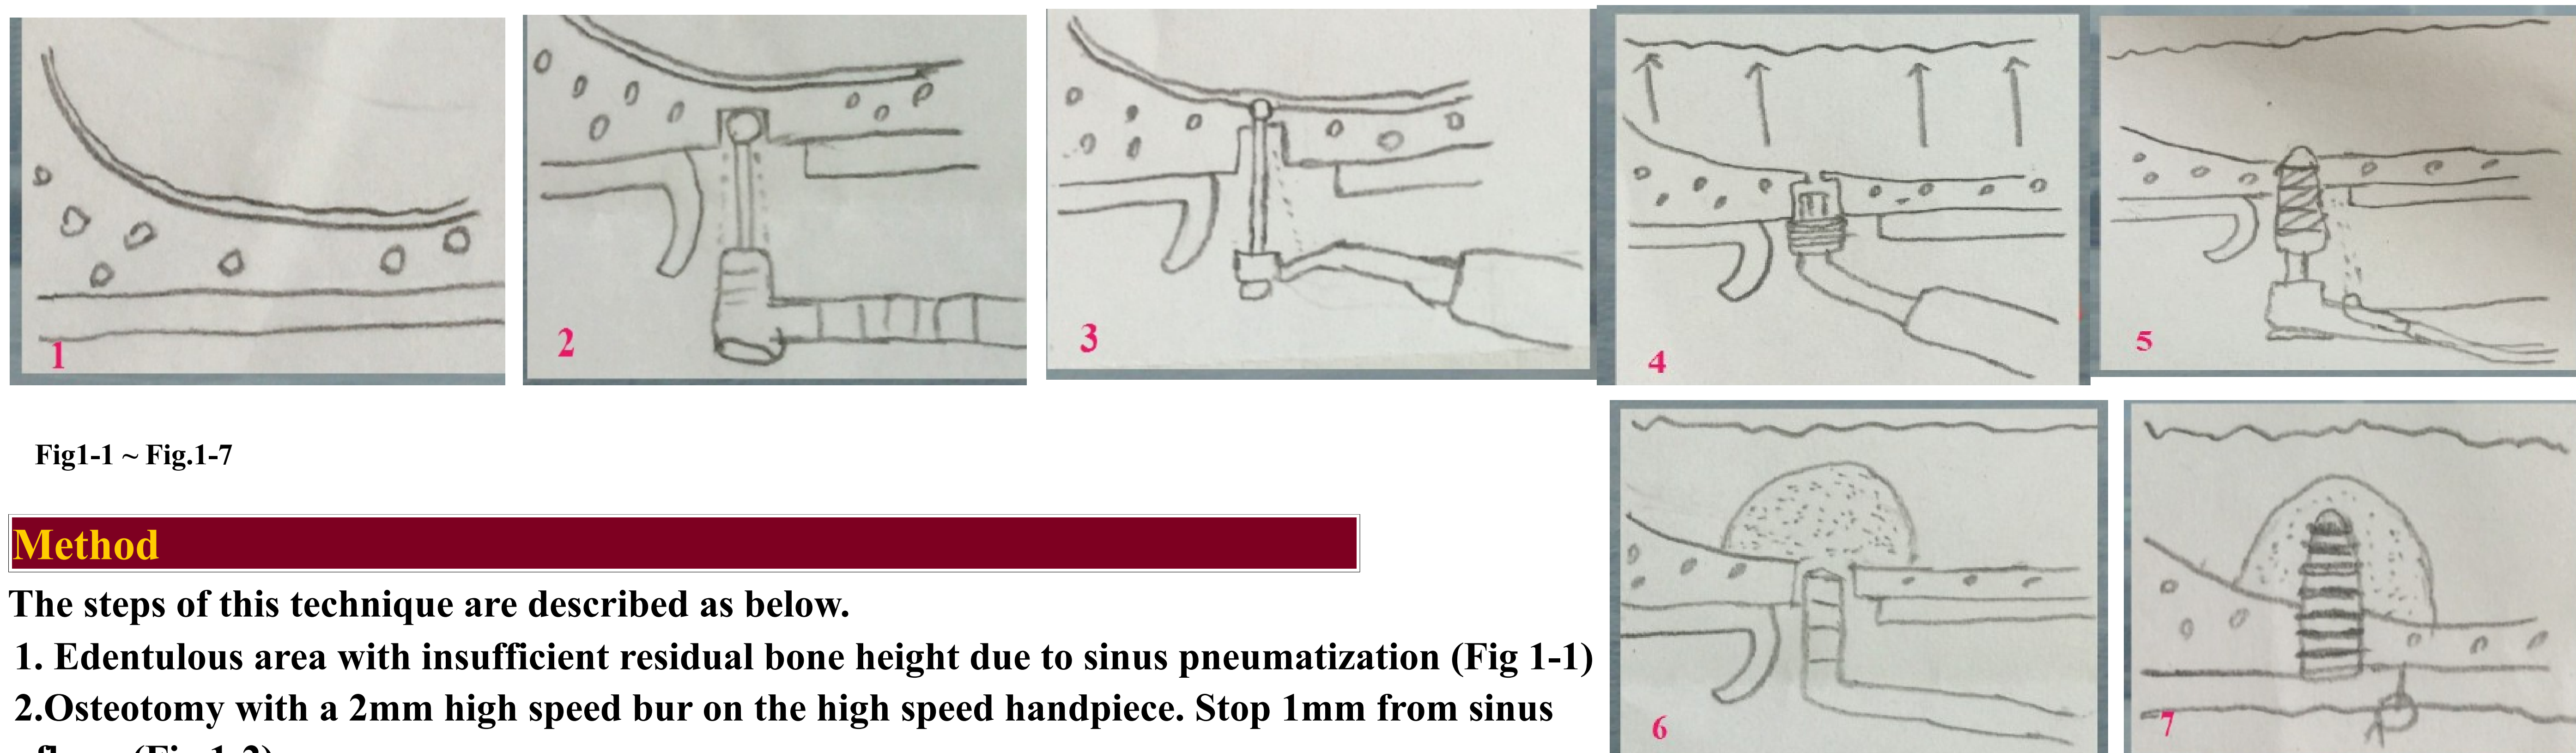 1
2
3
4
5
6
7
Fig1-1 ~ Fig.1-7
Method
The steps of this technique are described as below.
1. Edentulous area with insufficient residual bone height due to sinus pneumatization (Fig 1-1)
2.Osteotomy with a 2mm high speed bur on the high speed handpiece. Stop 1mm from sinus